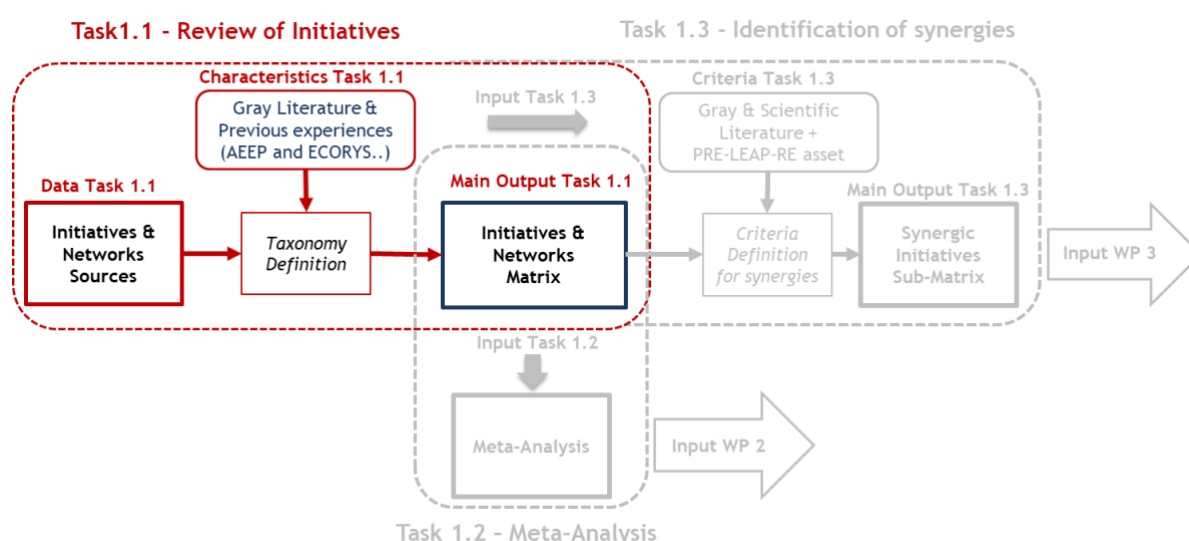 Task1.1 - Review of Initiatives
Task 1.3 - Identification of synergies
Characteristics Task 1.1
Gray Literature &
Previous experiences
(AEEP and ECORYS..)
Input Task 1.3
Criteria Task 1.3
Gray & Scientific
Literature +
PRE-LEAP-RE asset
Data Task 1.1
Initiatives &
Networks
Sources
Taxonomy
Definition
Main Output Task 1.1
Initiatives &
Networks
Matrix
Criteria
Definition
for synergies
Main Output Task 1.3
Synergic
Initiatives
Sub-Matrix
Input WP 3
Input Task 1.2
Meta-Analysis
Input WP 2
Task 1.2 - Meta-Analysis